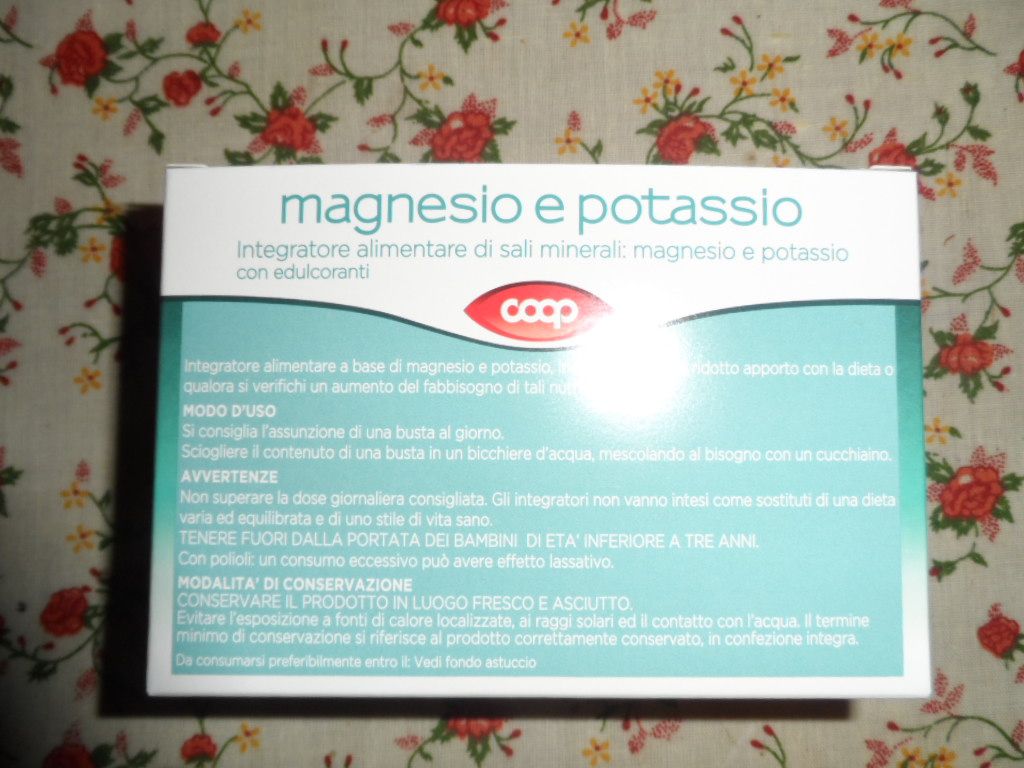 magnesio e potassio
Integratore alimentare di sali minerali: magnesio e potassio
con edulcoranti
coop
Integratore alimentare a base di magnesio e potassio, ridotto apporto con la dieta o
qualora si verifichi un aumento del fabbisogno di tali
MODO D'USO
Si consiglia l'assunzione di una busta al giorno.
Sciogliere il contenuto di una busta in un bicchiere d'acqua, mescolando al bisogno con un cucchiaino.
AVVERTENZE
Non superare la dose giornaliera consigliata. Gli integratori non vanno intesi come sostituti di una dieta
varia ed equilibrata e di uno stile di vita sano.
TENERE FUORI DALLA PORTATA DEI BAMBINI DI ETA' INFERIORE A TRE ANNI.
Con polioli: un consumo eccessivo può avere effetto lassativo.
MODALITA' DI CONSERVAZIONE
CONSERVARE IL PRODOTTO IN LUOGO FRESCO E ASCIUTTO.
Evitare l'esposizione a fonti di calore localizzate, ai raggi solari ed il contatto con l'acqua. Il termine
minimo di conservazione si riferisce al prodotto correttamente conservato, in confezione integra.
Da consumarsi preferibilmente entro il: Vedi fondo astuccio